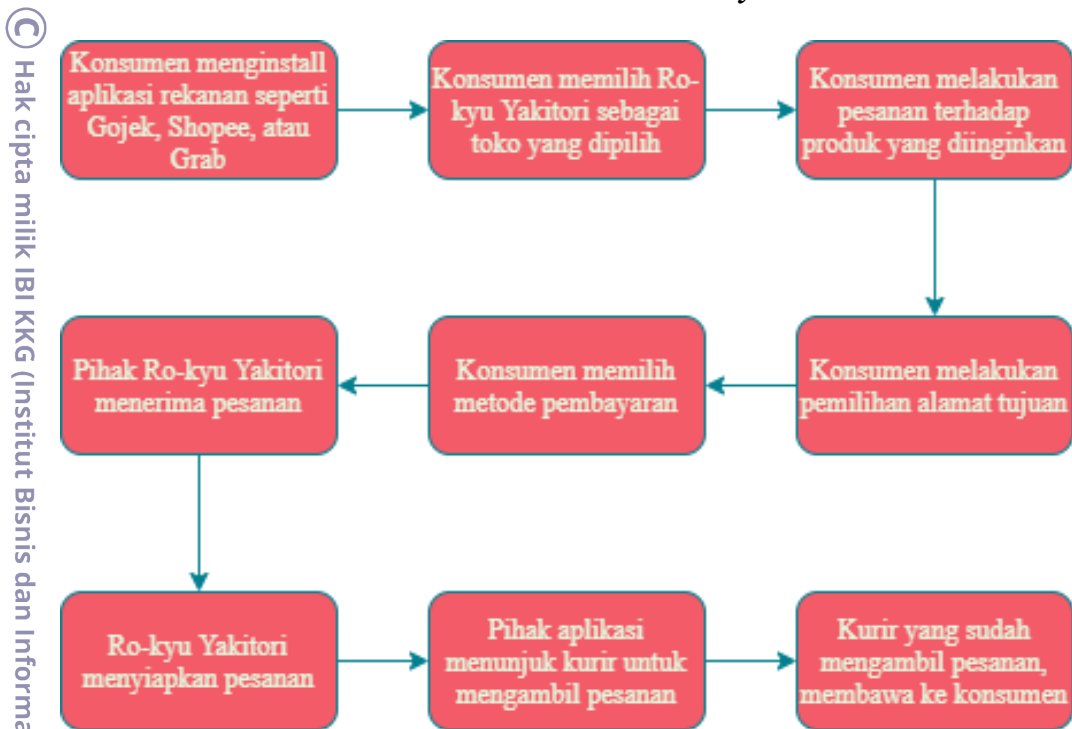 © Hak cipta milik IBI KKG (Institut Bisnis dan Informa
Konsumen menginstall
aplikasi rekanan seperti
Gojek, Shopee, atau
Grab
Konsumen memilih Ro-
kyu Yakitori sebagai
toko yang dipilih
Konsumen melakukan
pesanan terhadap
produk yang diinginkan
Konsumen melakukan
pemilihan alamat tujuan
Konsumen memilih
metode pembayaran
Pihak Ro-kyu Yakitori
menerima pesanan
Ro-kyu Yakitori
menyiapkan pesanan
Pihak aplikasi
menunjuk kurir untuk
mengambil pesanan
Kurir yang sudah
mengambil pesanan,
membawa ke konsumen